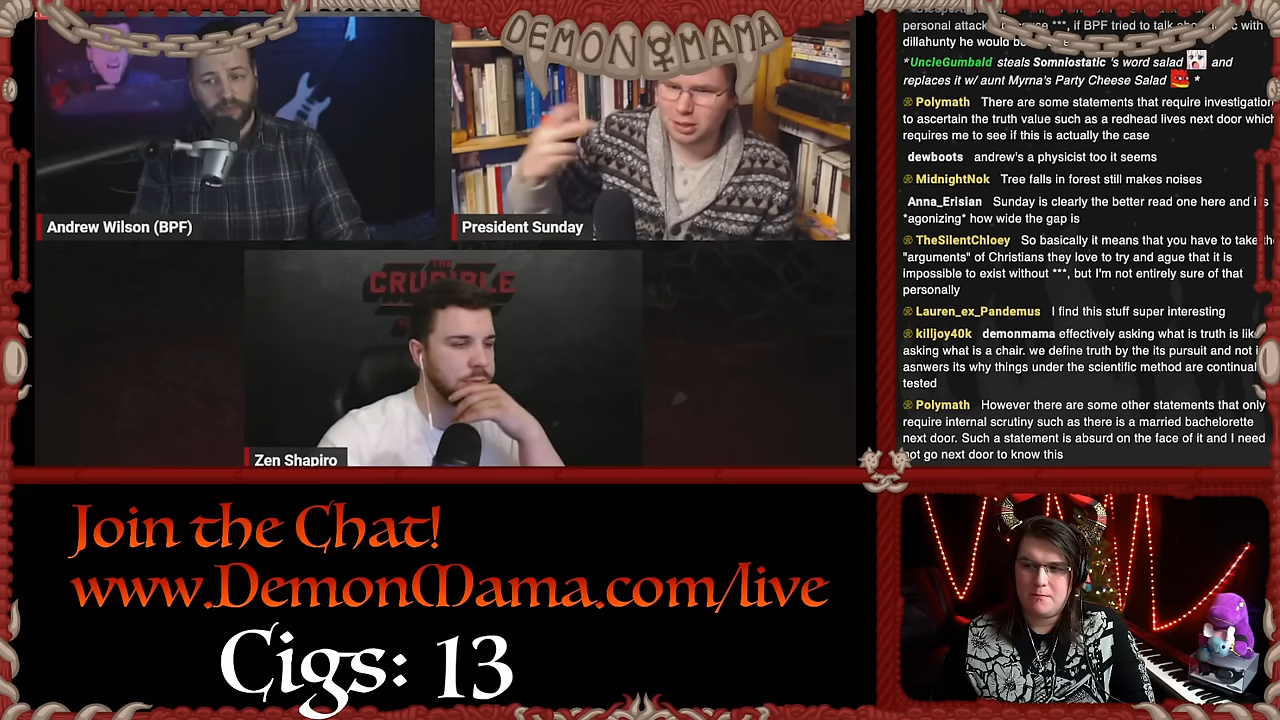 DEMON MAMA
Andrew Wilson (BPF)
President Sunday
THE
CRUCIBLE
Zen Shapiro
personal attack
if BPF tried to talk
with
dillahunty he would
*UncleGumbald steals Somniostatic 's word salad and
replaces it w/ aunt Myrna's Party Cheese Salad *
Polymath There are some statements that require investigation
to ascertain the truth value such as a redhead lives next door which
requires me to see if this is actually the case
dewboots andrew's a physicist too it seems
MidnightNok Tree falls in forest still makes noises
Anna_Erisian Sunday is clearly the better read one here and
*agonizing* how wide the gap is
TheSilentChloey So basically it means that you have to take
"arguments" of Christians they love to try and ague that it is
impossible to exist without ***, but I'm not entirely sure of that
personally
Lauren_ex_Pandemus I find this stuff super interesting
killjoy40k demonmama effectively asking what is truth is
asking what is a chair. we define truth by the its pursuit and not
asnwers its why things under the scientific method are
tested
Polymath However there are some other statements that only
require internal scrutiny such as there is a married bachelorette
next door. Such a statement is absurd on the face of it and I need
not go next door to know this
Join the Chat!
www.DemonMama.com/live
Cigs: 13